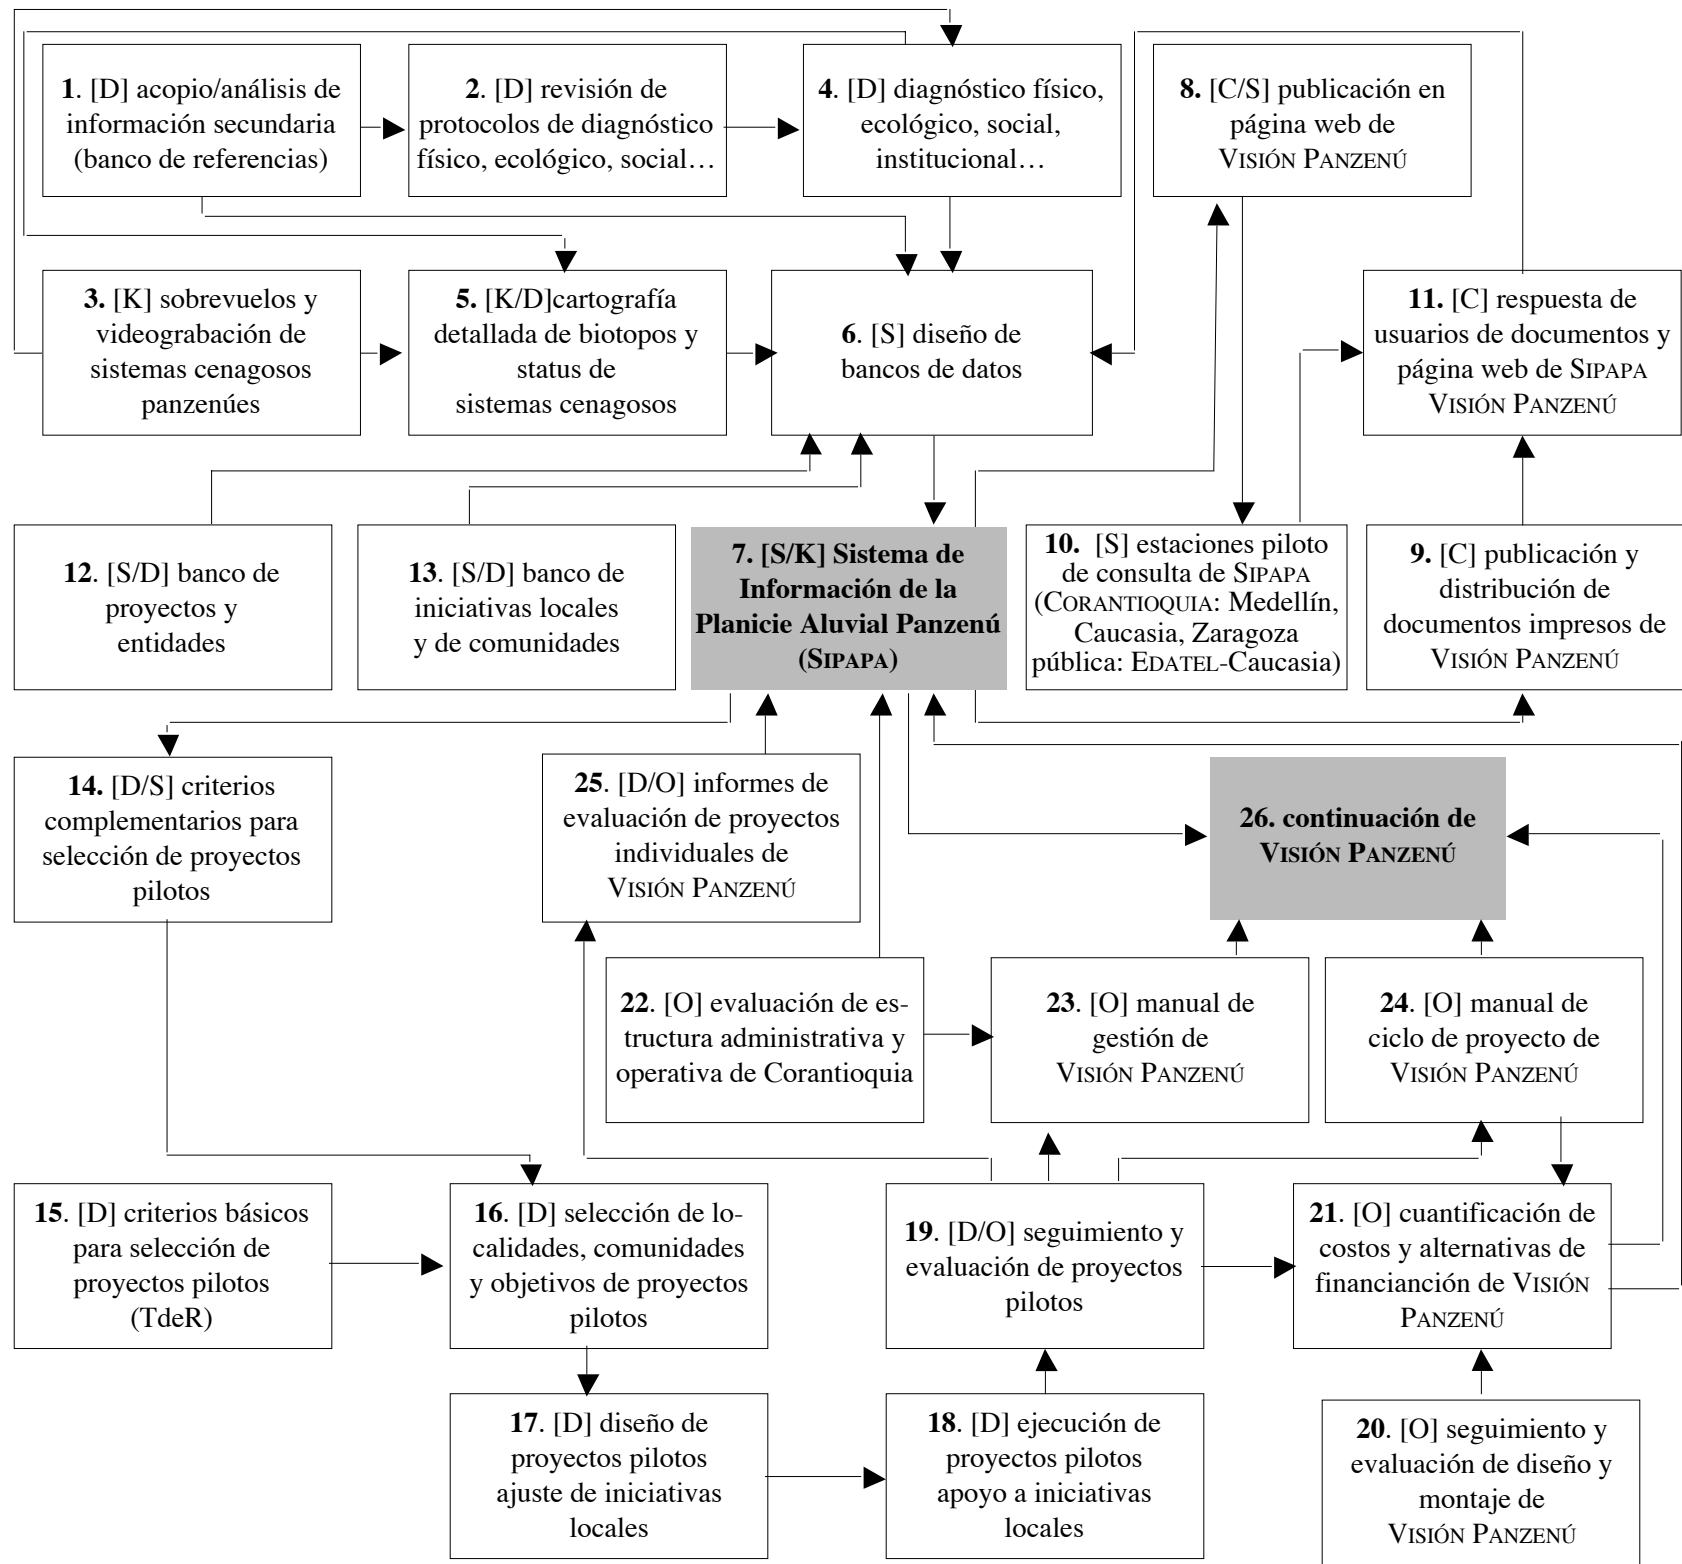 1. [D] acopio/análisis de
información secundaria
(banco de referencias)
2. [D] revisión de
protocolos de diagnóstico
físico, ecológico, social…
4. [D] diagnóstico físico,
ecológico, social,
institucional…
8. [C/S] publicación en
página web de
VISIÓN PANZENÚ
3. [K] sobrevuelos y
videograbación de
sistemas cenagosos
panzenúes
5. [K/D]cartografía
detallada de biotopos y
status de
sistemas cenagosos
6. [S] diseño de
bancos de datos
11. [C] respuesta de
usuarios de documentos y
página web de SIPAPA
VISIÓN PANZENÚ
12. [S/D] banco de
proyectos y
entidades
13. [S/D] banco de
iniciativas locales
y de comunidades
7. [S/K] Sistema de
Información de la
Planicie Aluvial Panzenú
(SIPAPA)
10. [S] estaciones piloto
de consulta de SIPAPA
(CORANTIOQUIA: Medellín,
Caucasia, Zaragoza
pública: EDATEL-Caucasia)
9. [C] publicación y
distribución de
documentos impresos de
VISIÓN PANZENÚ
14. [D/S] criterios
complementarios para
selección de proyectos
pilotos
25. [D/O] informes de
evaluación de proyectos
individuales de
VISIÓN PANZENÚ
26. continuación de
VISIÓN PANZENÚ
22. [O] evaluación de es-
tructura administrativa y
operativa de Corantioquia
23. [O] manual de
gestión de
VISIÓN PANZENÚ
24. [O] manual de
ciclo de proyecto de
VISIÓN PANZENÚ
15. [D] criterios básicos
para selección de
proyectos pilotos
(TdeR)
16. [D] selección de lo-
calidades, comunidades
y objetivos de proyectos
pilotos
19. [D/O] seguimiento y
evaluación de proyectos
pilotos
21. [O] cuantificación de
costos y alternativas de
financianción de VISIÓN
PANZENÚ
17. [D] diseño de
proyectos pilotos
ajuste de iniciativas
locales
18. [D] ejecución de
proyectos pilotos
apoyo a iniciativas
locales
20. [O] seguimiento y
evaluación de diseño y
montaje de
VISIÓN PANZENÚ